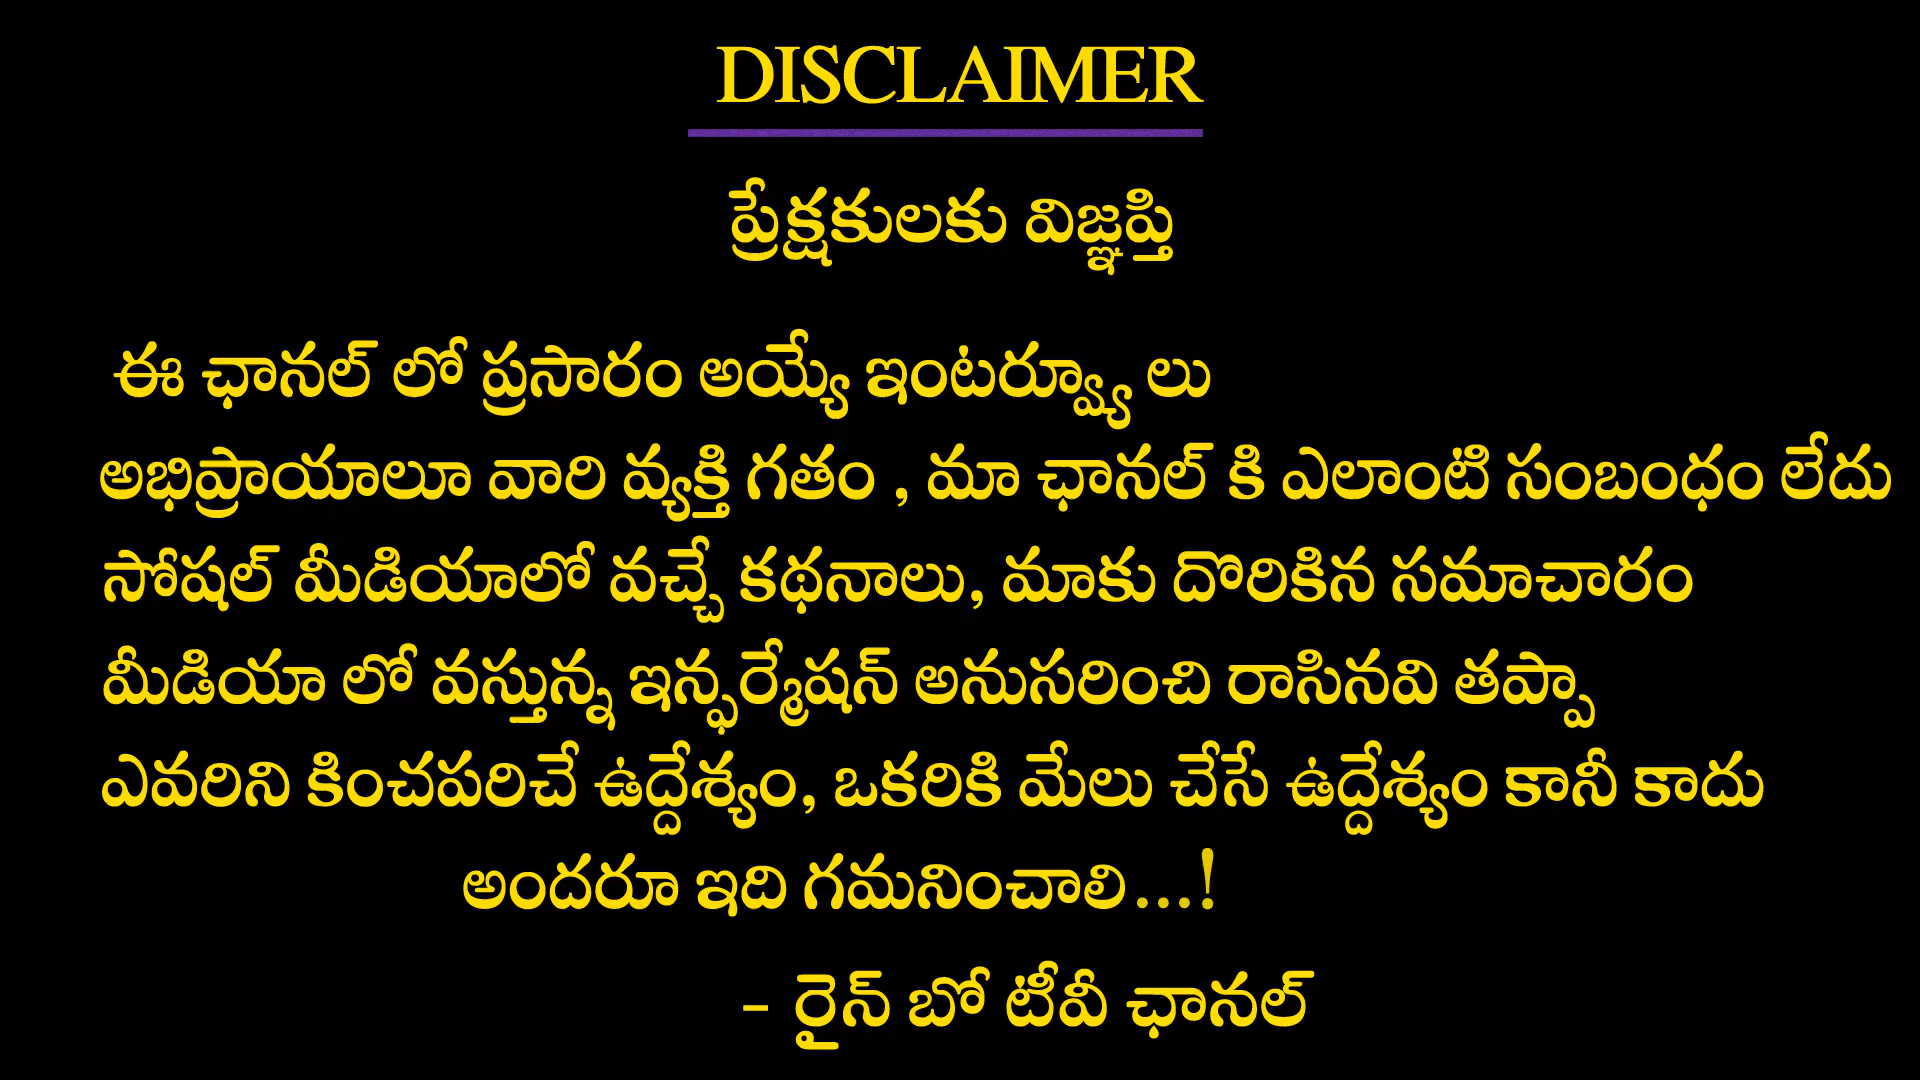 DISCLAIMER
ప్రేక్షకులకు విజ్ఞప్తి
ఈ ఛానల్ లో ప్రసారం అయ్యే ఇంటర్వ్యూ లు
అభిప్రాయాలూ వారి వ్యక్తి గతం , మా ఛానల్ కి ఎలాంటి సంబంధం లేదు
సోషల్ మీడియాలో వచ్చే కథనాలు, మాకు దొరికిన సమాచారం
మీడియా లో వస్తున్న ఇన్ఫర్మేషన్ అనుసరించి రాసినవి తప్పా
ఎవరిని కించపరిచే ఉద్దేశ్యం, ఒకరికి మేలు చేసే ఉద్దేశ్యం కానీ కాదు
అందరూ ఇది గమనించాలి...!
- రైన్ బో టీవీ ఛానల్